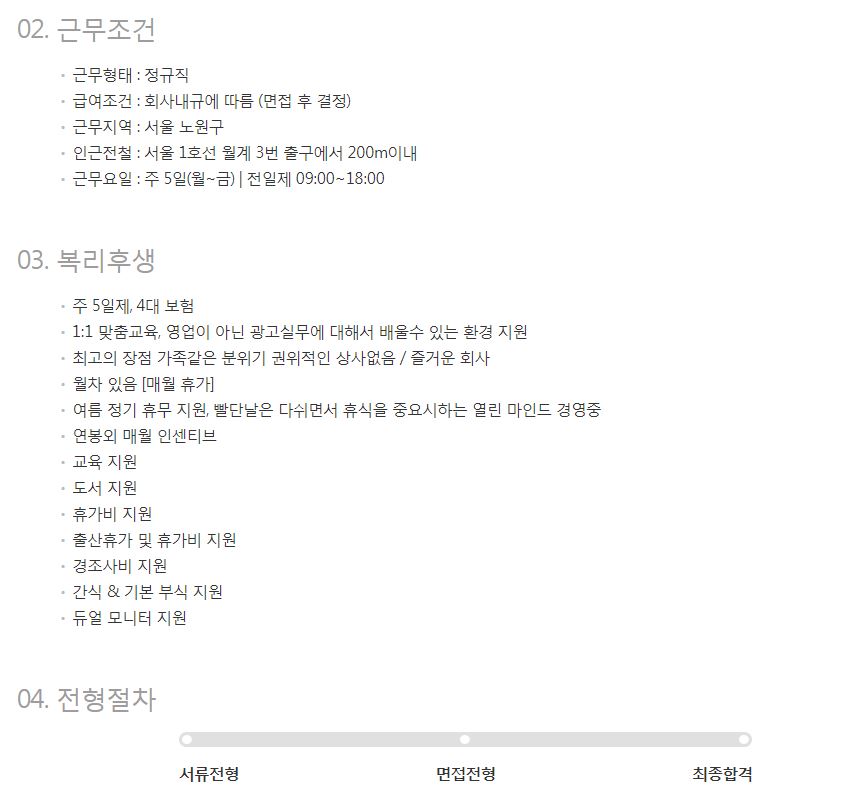 02. 근무조건
· 근무형태 : 정규직
· 급여조건 : 회사내규에 따름 (면접 후 결정)
· 근무지역 : 서울 노원구
· 인근전철 : 서울 1호선 월계 3번 출구에서 200m이내
· 근무요일 : 주 5일(월~금) | 전일제 09:00~18:00
03. 복리후생
· 주 5일제, 4대 보험
· 1:1 맞춤교육, 영업이 아닌 광고실무에 대해서 배울수 있는 환경 지원
· 최고의 장점 가족같은 분위기 권위적인 상사없음 / 즐거운 회사
· 월차 있음 [매월 휴가]
· 여름 정기 휴무 지원, 빨단날은 다쉬면서 휴식을 중요시하는 열린 마인드 경영중
· 연봉외 매월 인센티브
· 교육 지원
· 도서 지원
· 휴가비 지원
· 출산휴가 및 휴가비 지원
· 경조사비 지원
· 간식 & 기본 부식 지원
· 듀얼 모니터 지원
04. 전형절차
서류전형 면접전형 최종합격